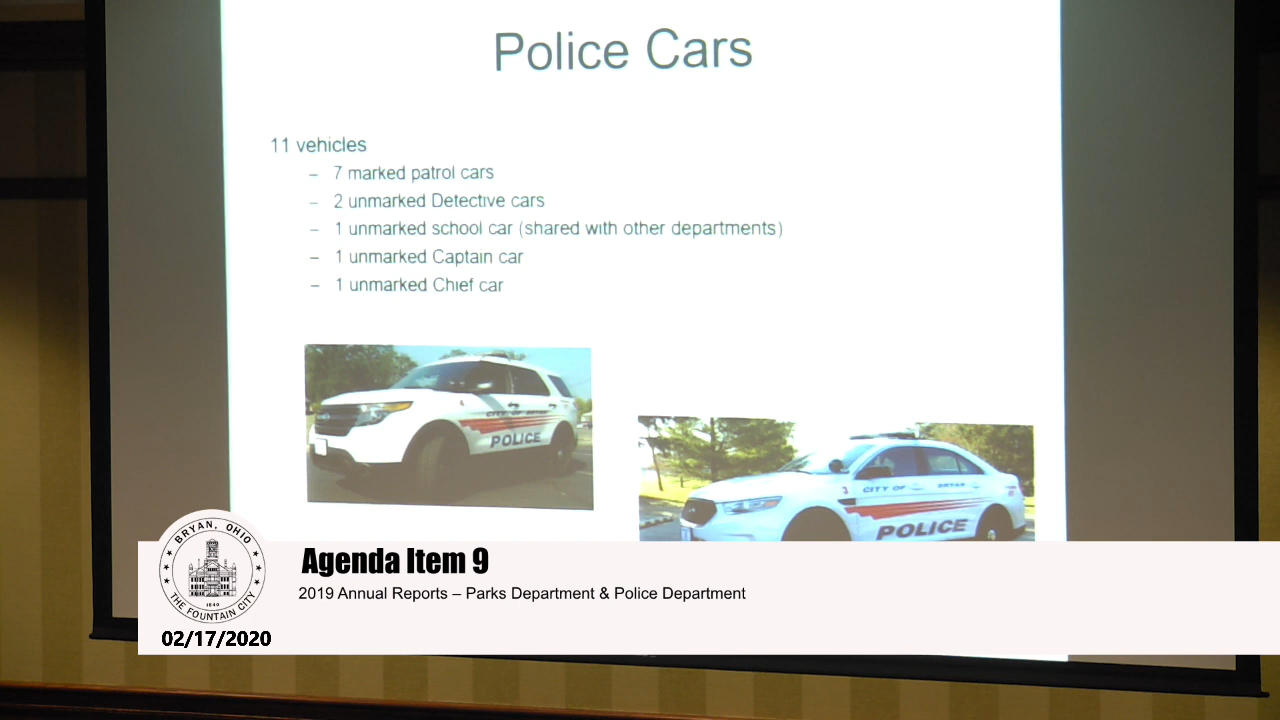 Police Cars
11 vehicles
– 7 marked patrol cars
– 2 unmarked Detective cars
– 1 unmarked school car (shared with other departments)
– 1 unmarked Captain car
– 1 unmarked Chief car
CITY OF BRYAN
POLICE
3 CITY OF BRYAN
POLICE
BRYAN, OHIO
1840
THE FOUNTAIN CITY
02/17/2020
Agenda Item 9
2019 Annual Reports – Parks Department & Police Department